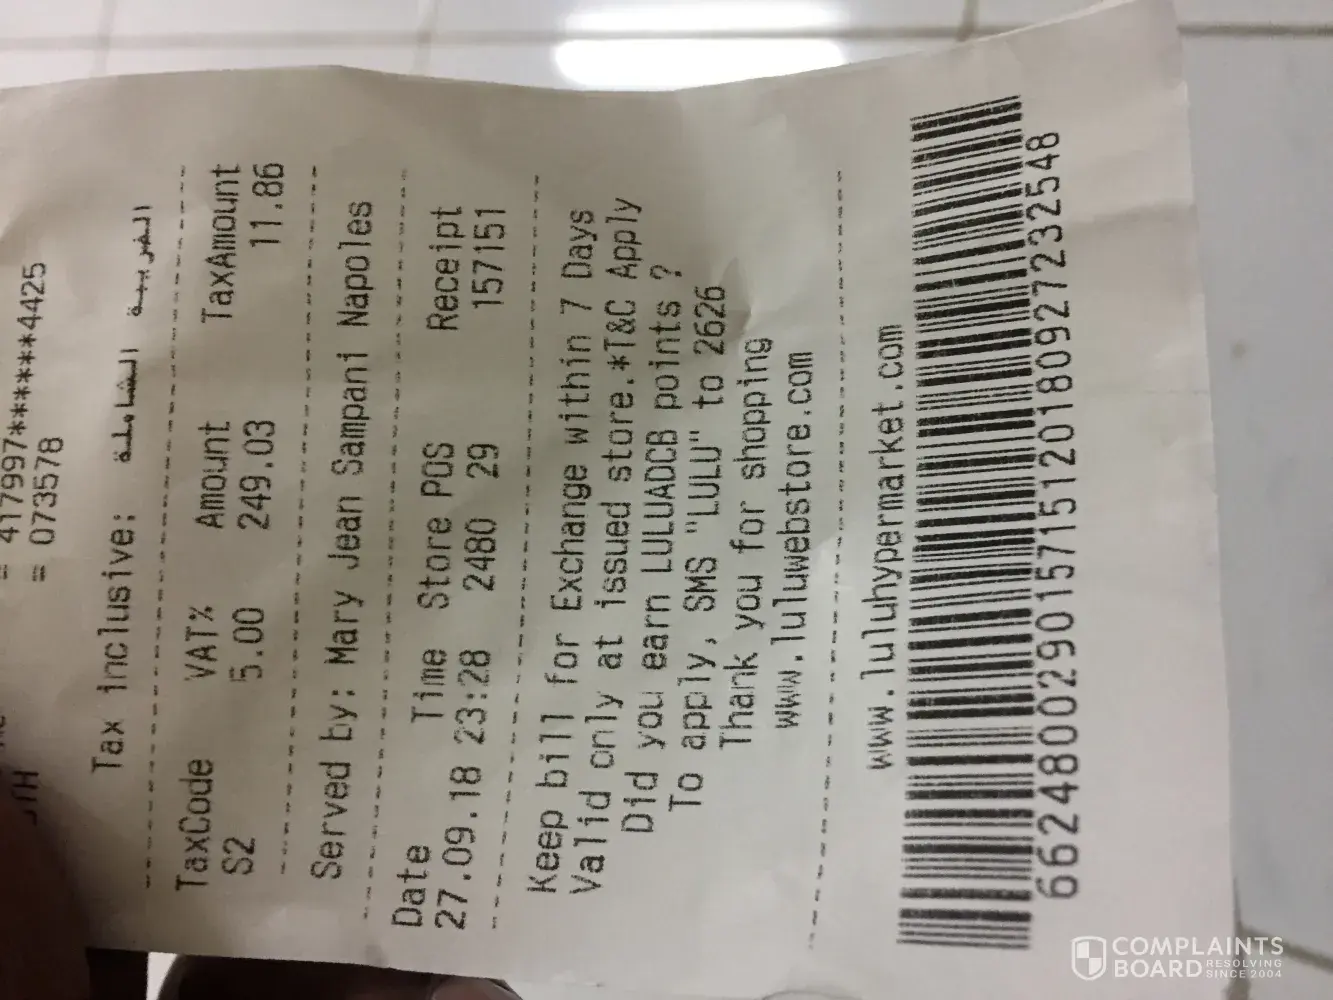 = 417997******4425
= 073578
Tax inclusive: الضريبة الشاملة
TaxCode VAT% Amount TaxAmount
S2 5.00 249.03 11.86
Served by: Mary Jean Sampani Napoles
Date Time Store POS Receipt
27.09.18 23:28 2480 29 157151
Keep bill for Exchange within 7 Days
Valid only at issued store.*T&C Apply
Did you earn LULUADCB points ?
To apply, SMS "LULU" to 2626
Thank you for shopping
www.luluwebstore.com
www.luluhypermarket.com
662480029015715120180927232548
COMPLAINTS
BOARD RESOLVING
SINCE 2004